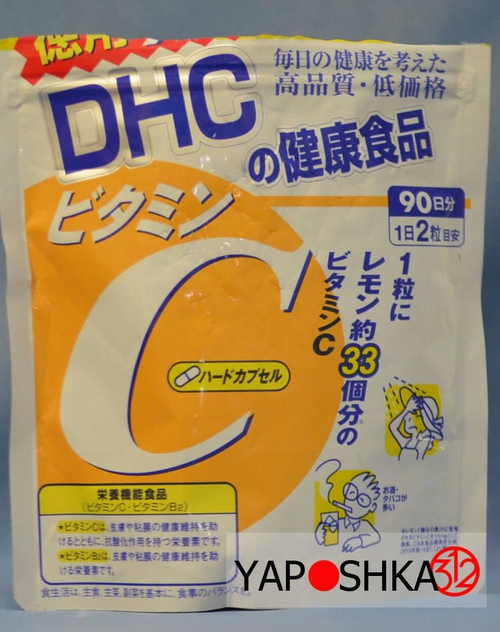 徳用
毎日の健康を考えた
高品質・低価格
DHC
の健康食品
ビタミン
C
90日分
1日2粒目安
1粒に
レモン約33個分の
ビタミンC
ハードカプセル
お酒・
タバコが
多い
栄養機能食品
(ビタミンC・ビタミンB2)
★ビタミンCは、皮膚や粘膜の健康維持を助
けるとともに、抗酸化作用を持つ栄養素です。
★ビタミンB2は、皮膚や粘膜の健康維持を助
ける栄養素です。
食生活は、主食、主菜、副菜を基本に、食事のバランスを。
YAPOSHKA312